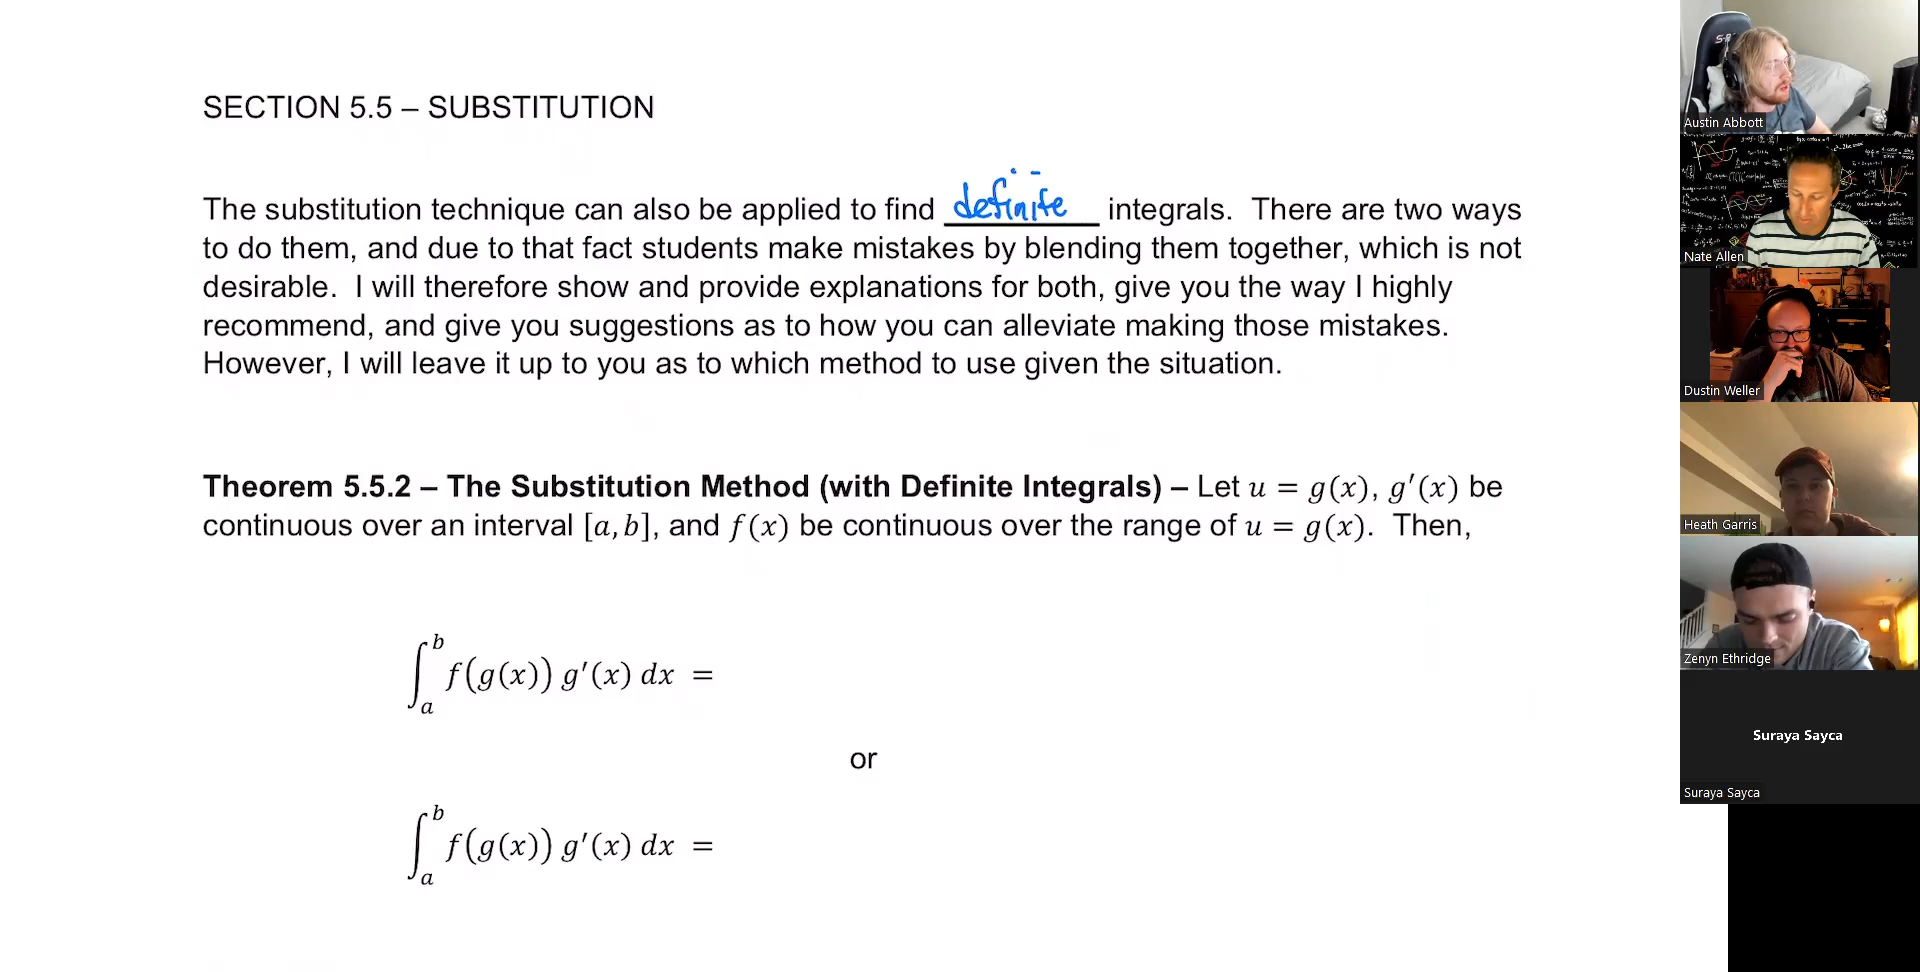 SECTION 5.5 – SUBSTITUTION
The substitution technique can also be applied to find definite integrals. There are two ways
to do them, and due to that fact students make mistakes by blending them together, which is not
desirable. I will therefore show and provide explanations for both, give you the way I highly
recommend, and give you suggestions as to how you can alleviate making those mistakes.
However, I will leave it up to you as to which method to use given the situation.
Theorem 5.5.2 – The Substitution Method (with Definite Integrals) – Let u = g(x), g′(x) be
continuous over an interval [a, b], and f(x) be continuous over the range of u = g(x). Then,
∫_a^b f(g(x)) g′(x) dx =
or
∫_a^b f(g(x)) g′(x) dx =
Austin Abbott
Nate Allen
Dustin Weller
Heath Garris
Zenyn Ethridge
Suraya Sayca
Suraya Sayca